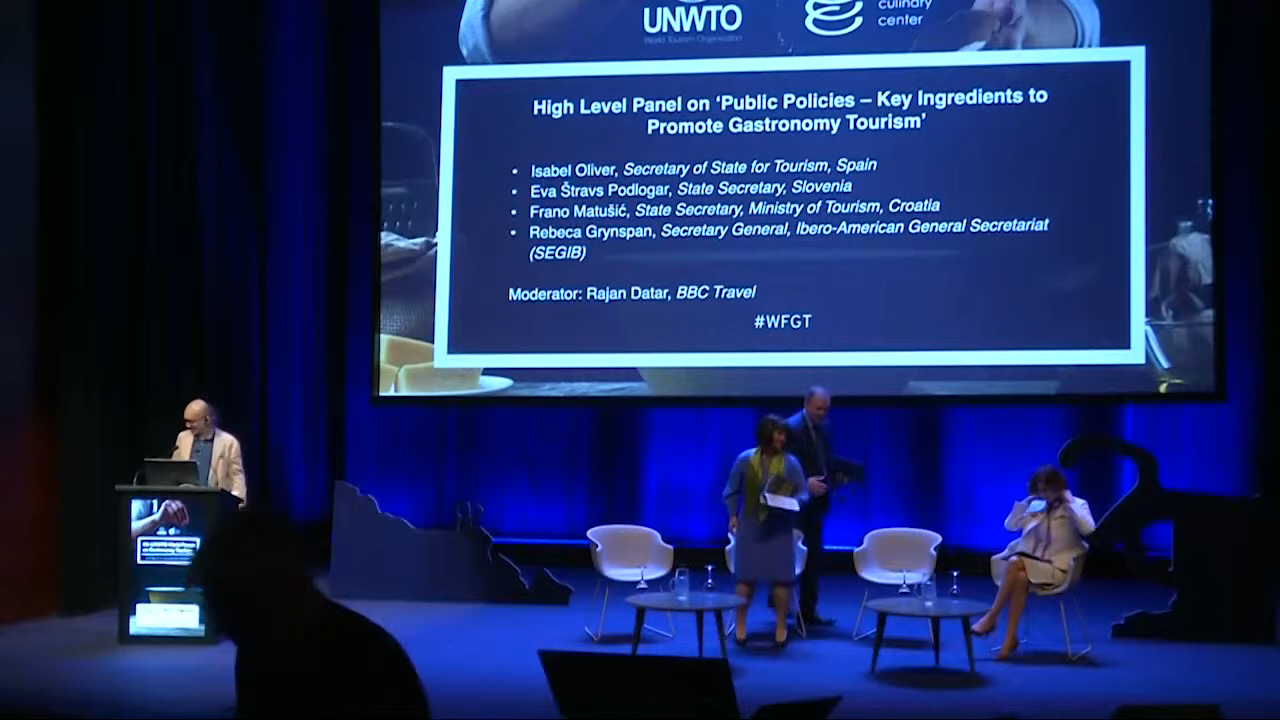 UNWTO
World Tourism Organization
culinary
center
High Level Panel on ‘Public Policies – Key Ingredients to
Promote Gastronomy Tourism’
• Isabel Oliver, Secretary of State for Tourism, Spain
• Eva Štravs Podlogar, State Secretary, Slovenia
• Frano Matušić, State Secretary, Ministry of Tourism, Croatia
• Rebeca Grynspan, Secretary General, Ibero-American General Secretariat
(SEGIB)
Moderator: Rajan Datar, BBC Travel
#WFGT